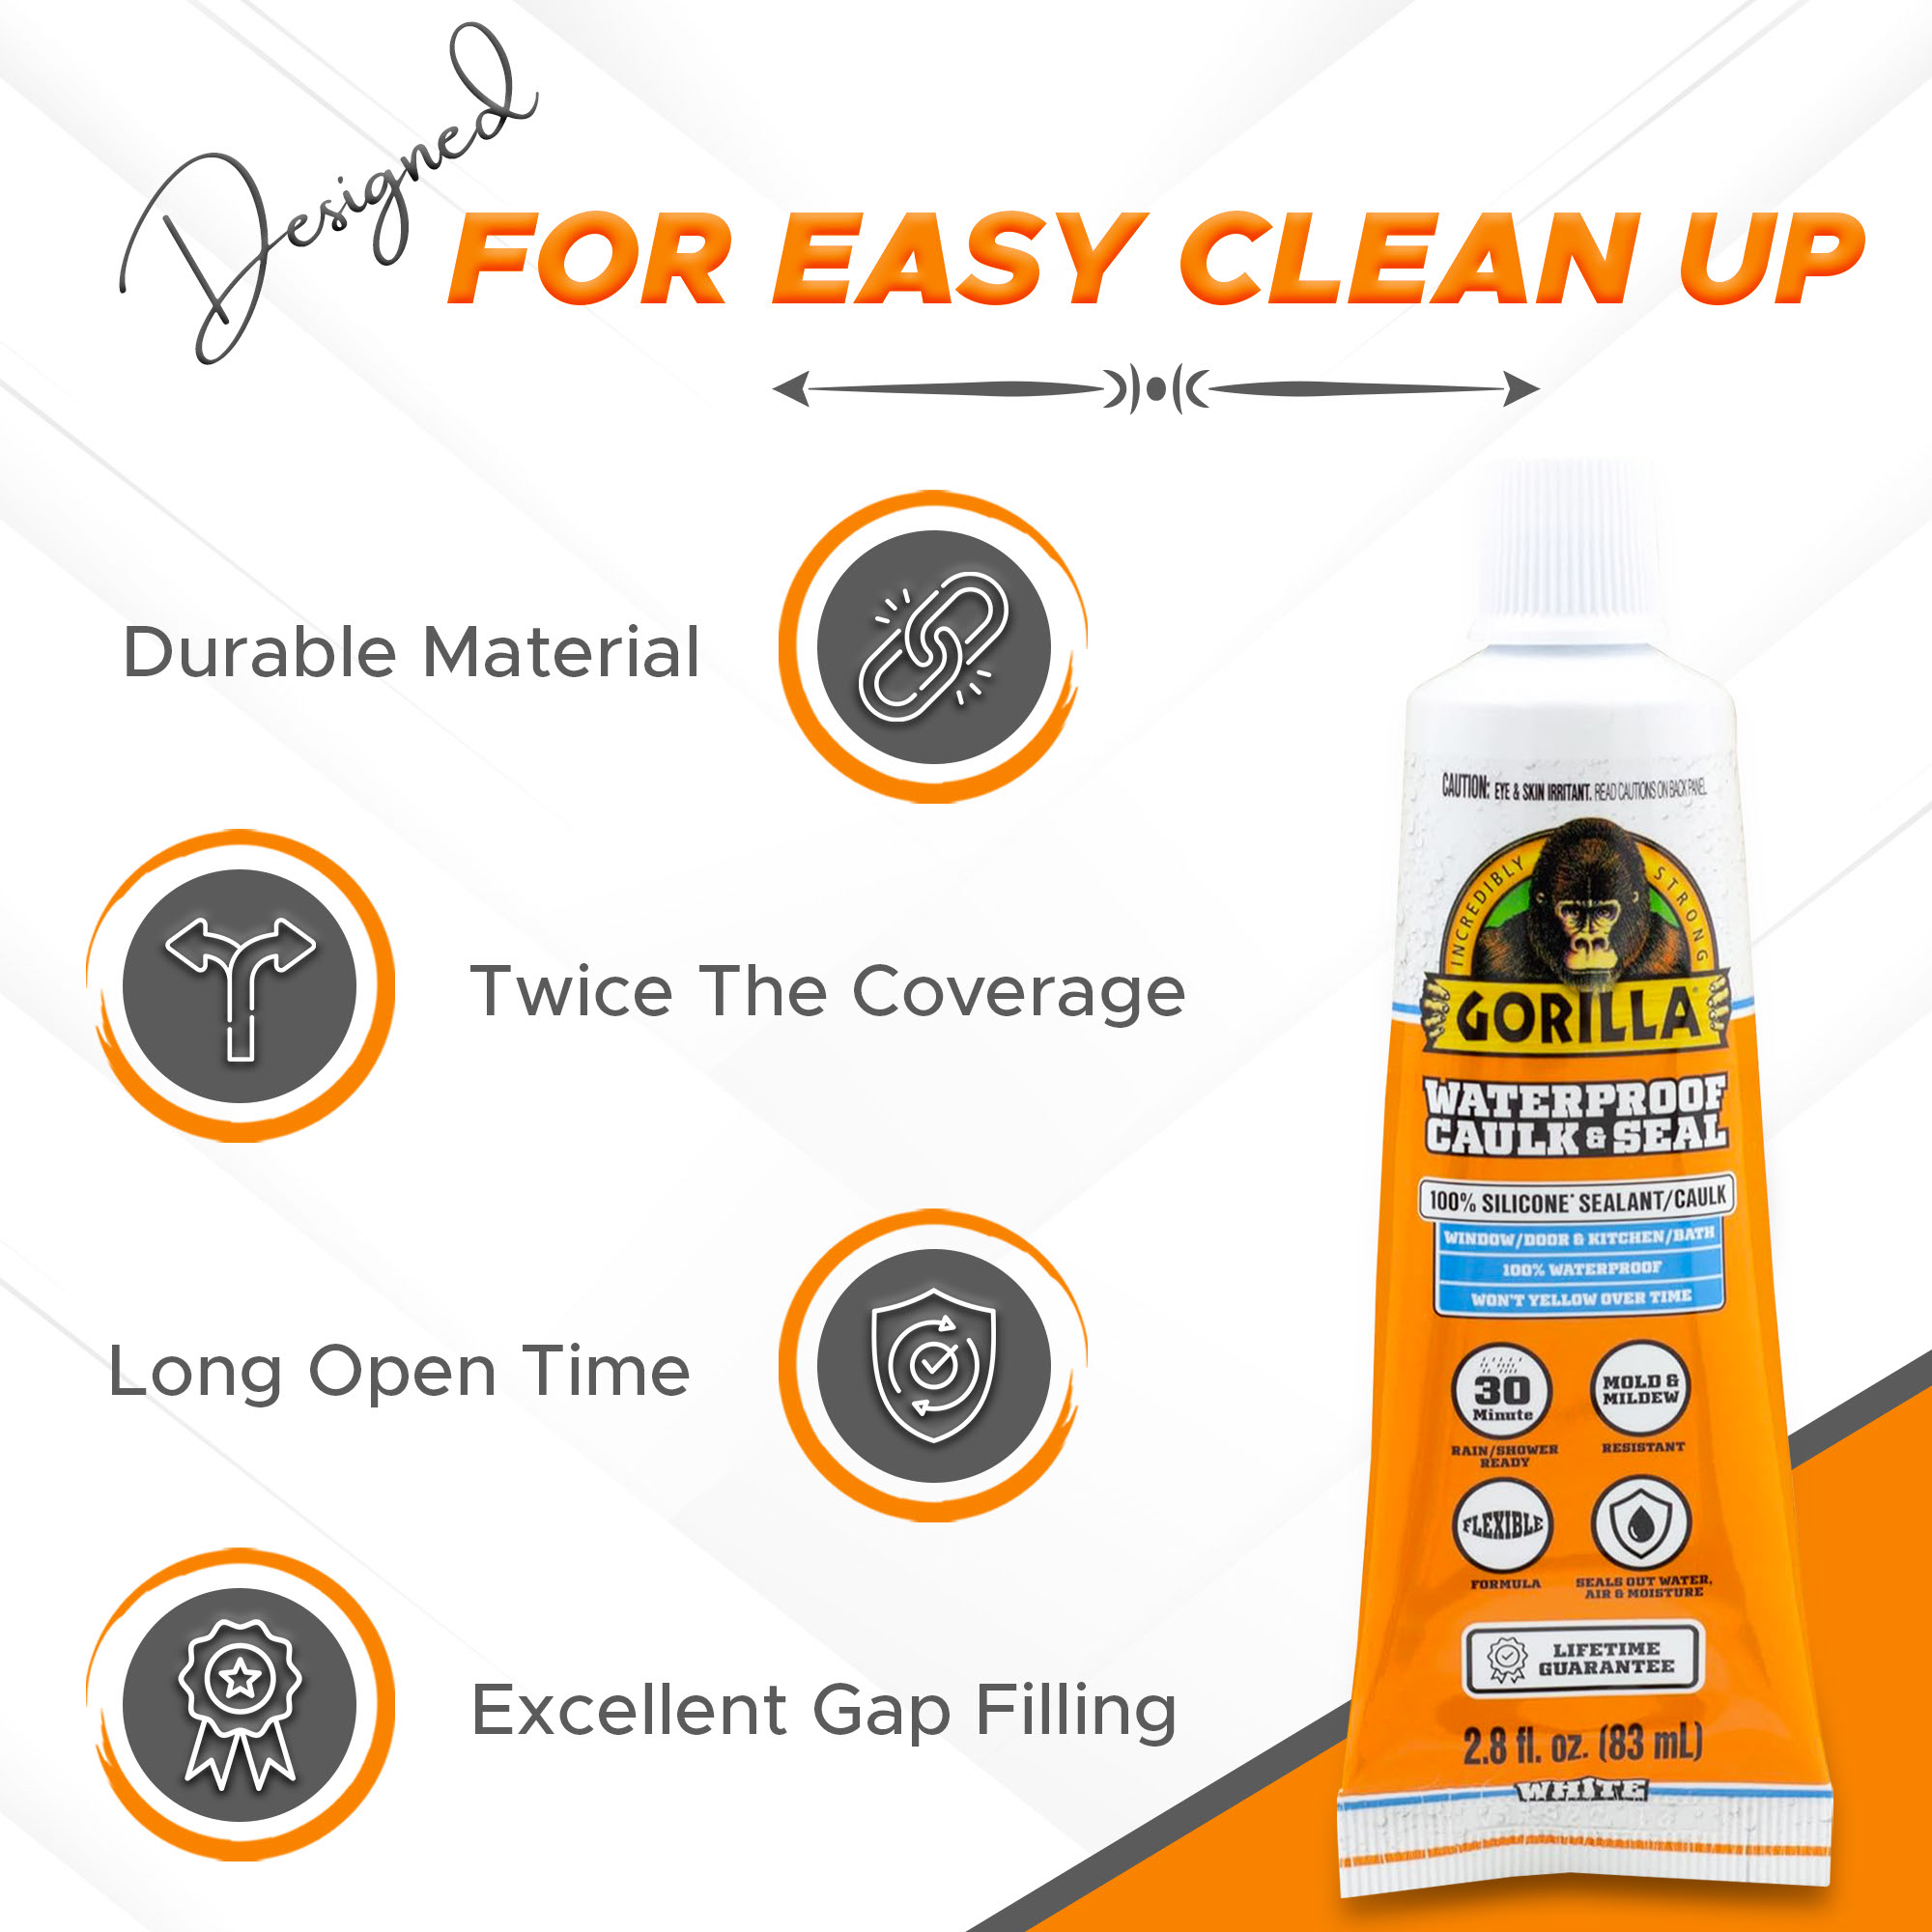 Designed
FOR EASY CLEAN UP
Durable Material
Twice The Coverage
Long Open Time
Excellent Gap Filling
CAUTION: EYE & SKIN IRRITANT. READ CAUTIONS ON BACK PANEL
INCREDIBLY STRONG
GORILLA
WATERPROOF
CAULK & SEAL
100% SILICONE* SEALANT/CAULK
WINDOW/DOOR & KITCHEN/BATH
100% WATERPROOF
WON'T YELLOW OVER TIME
30
Minute
RAIN/SHOWER
READY
MOLD &
MILDEW
RESISTANT
FLEXIBLE
FORMULA
SEALS OUT WATER,
AIR & MOISTURE
LIFETIME
GUARANTEE
2.8 fl. oz. (83 mL)
WHITE